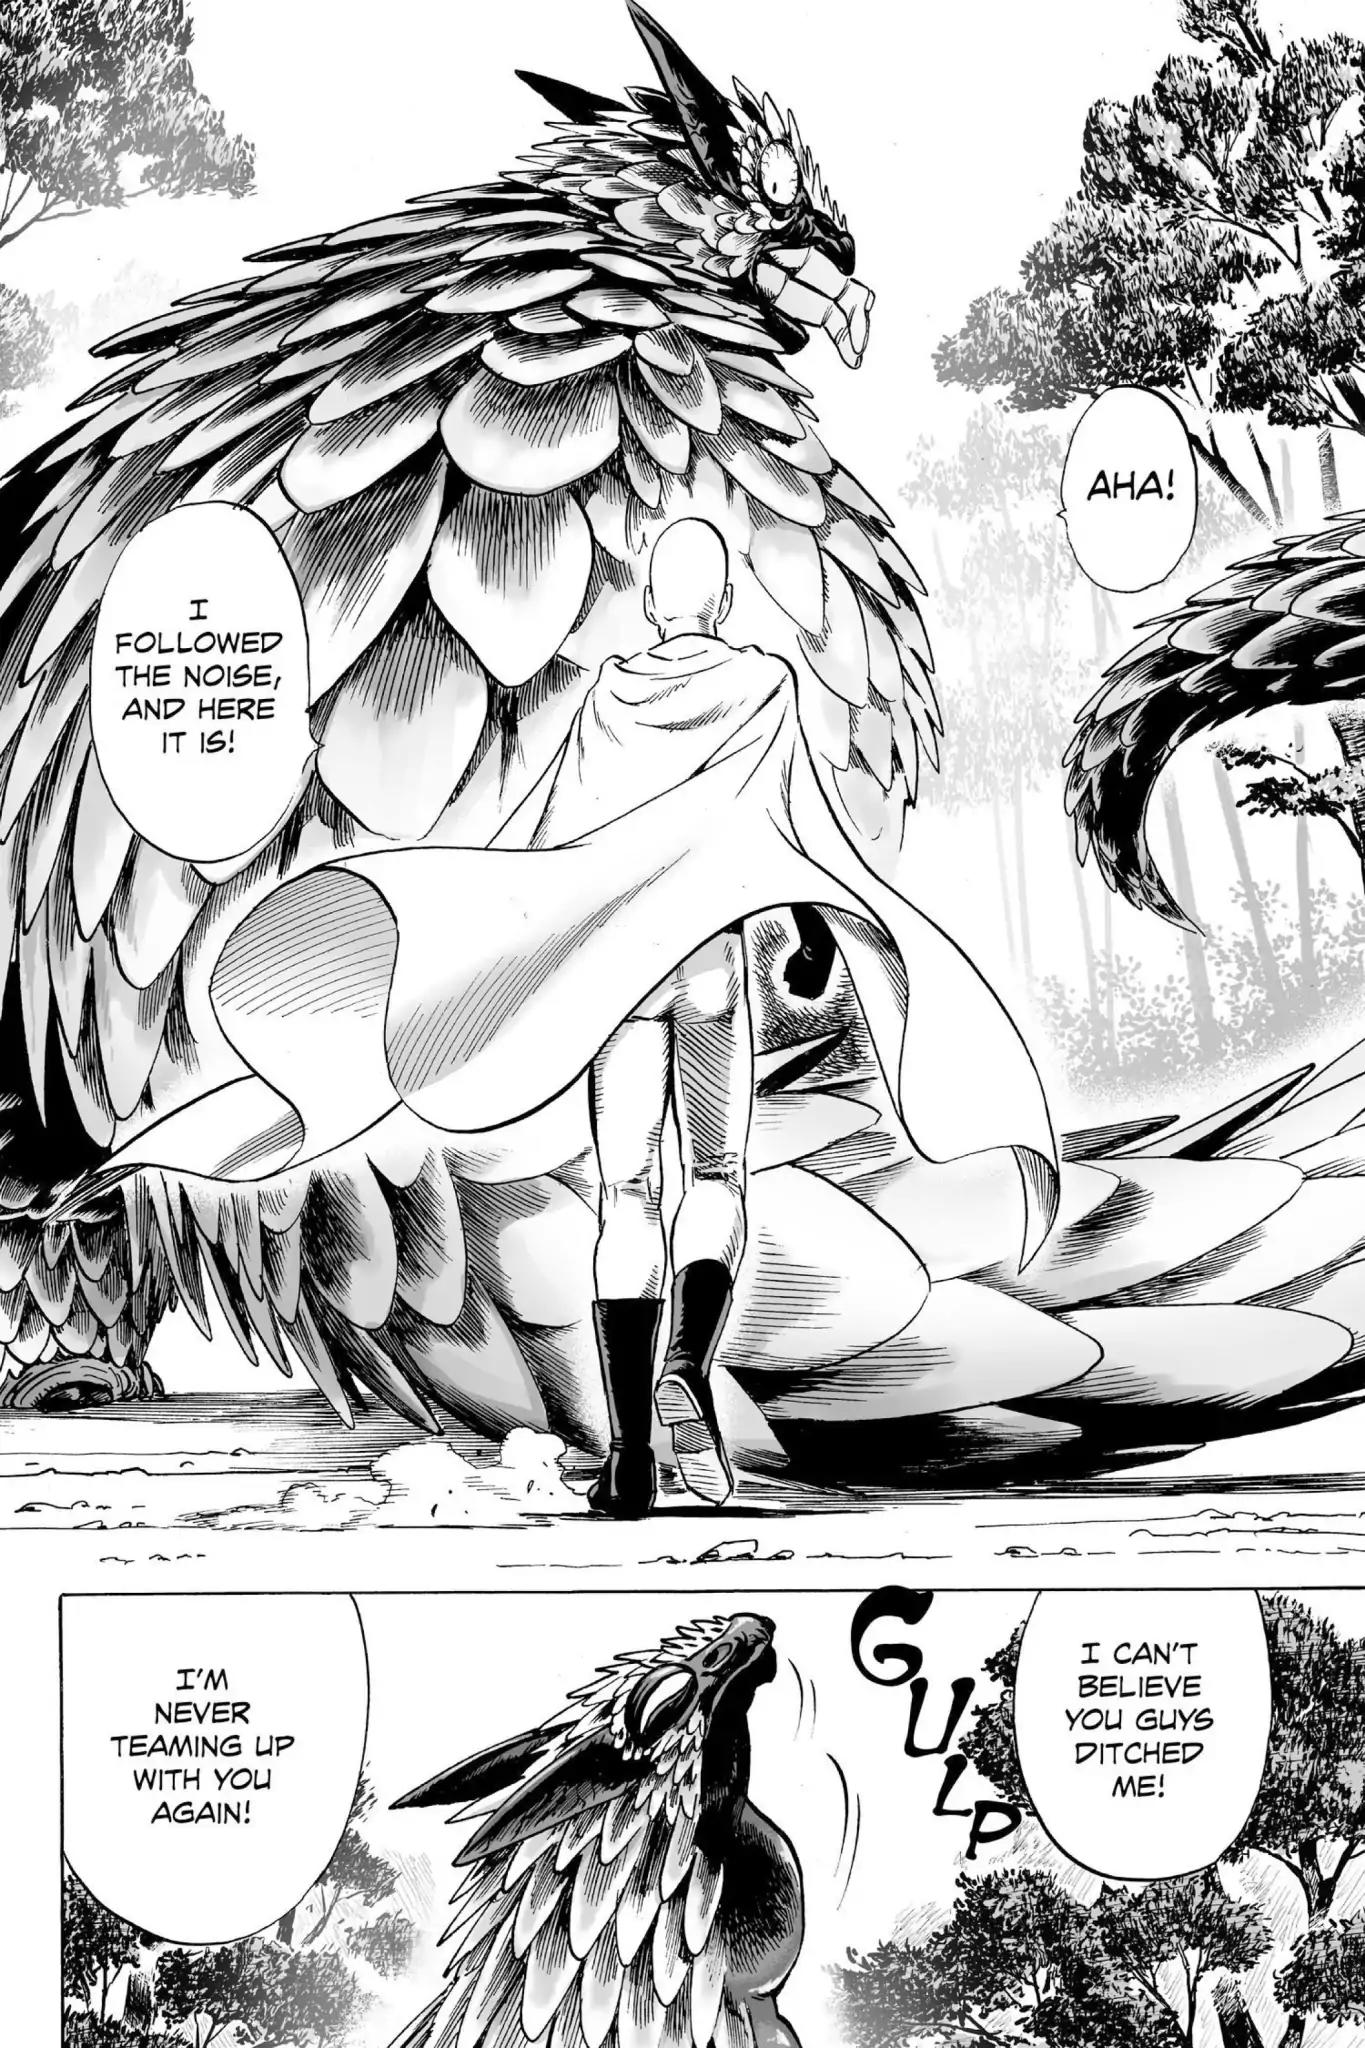 AHA!
I
FOLLOWED
THE NOISE,
AND HERE
IT IS!
I CAN'T
BELIEVE
YOU GUYS
DITCHED
ME!
GULP
I'M
NEVER
TEAMING UP
WITH YOU
AGAIN!